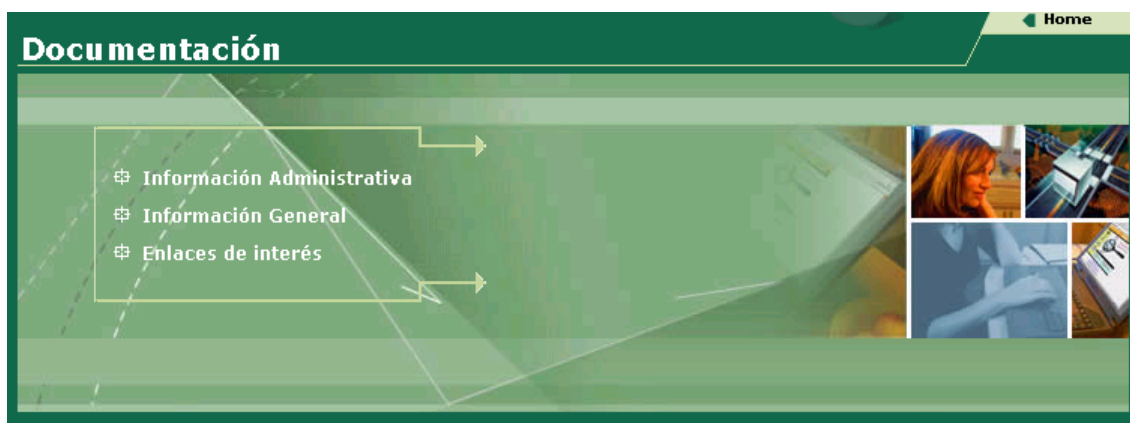 Home
Documentación
Información Administrativa
Información General
Enlaces de interés